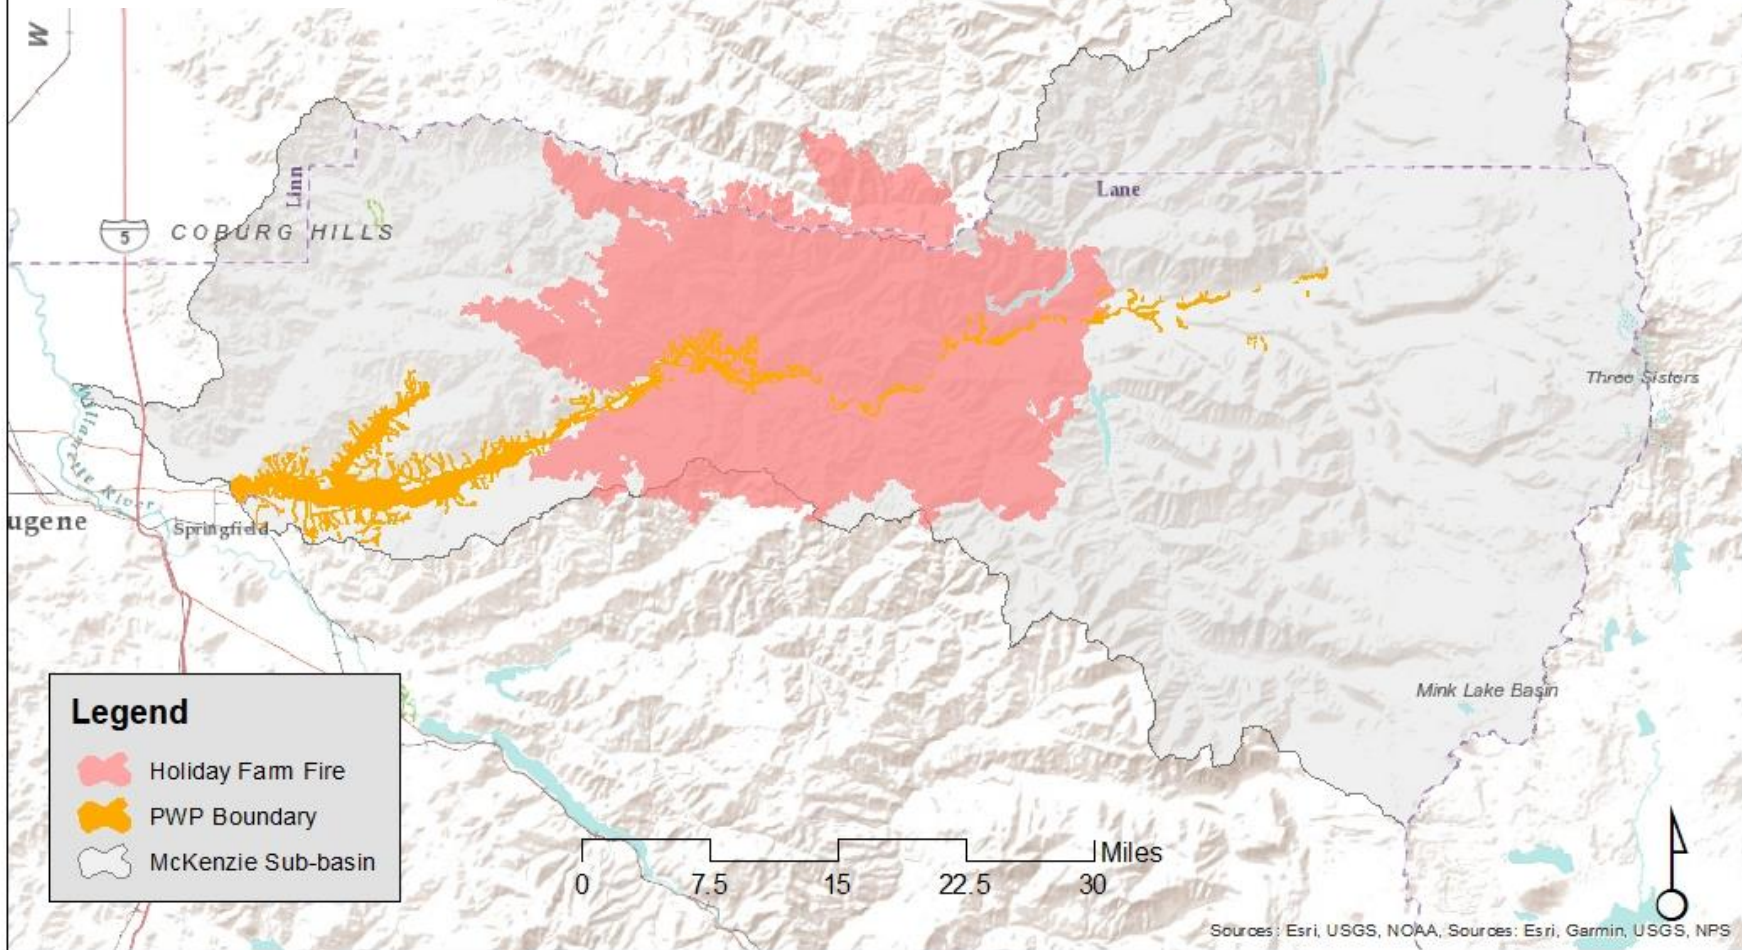 W
Linn
Lane
5
COBURG HILLS
Three Sisters
Willamette River
ugene
Springfield
Mink Lake Basin
Legend
Holiday Farm Fire
PWP Boundary
McKenzie Sub-basin
Miles
0 7.5 15 22.5 30
Sources: Esri, USGS, NOAA, Sources: Esri, Garmin, USGS, NPS